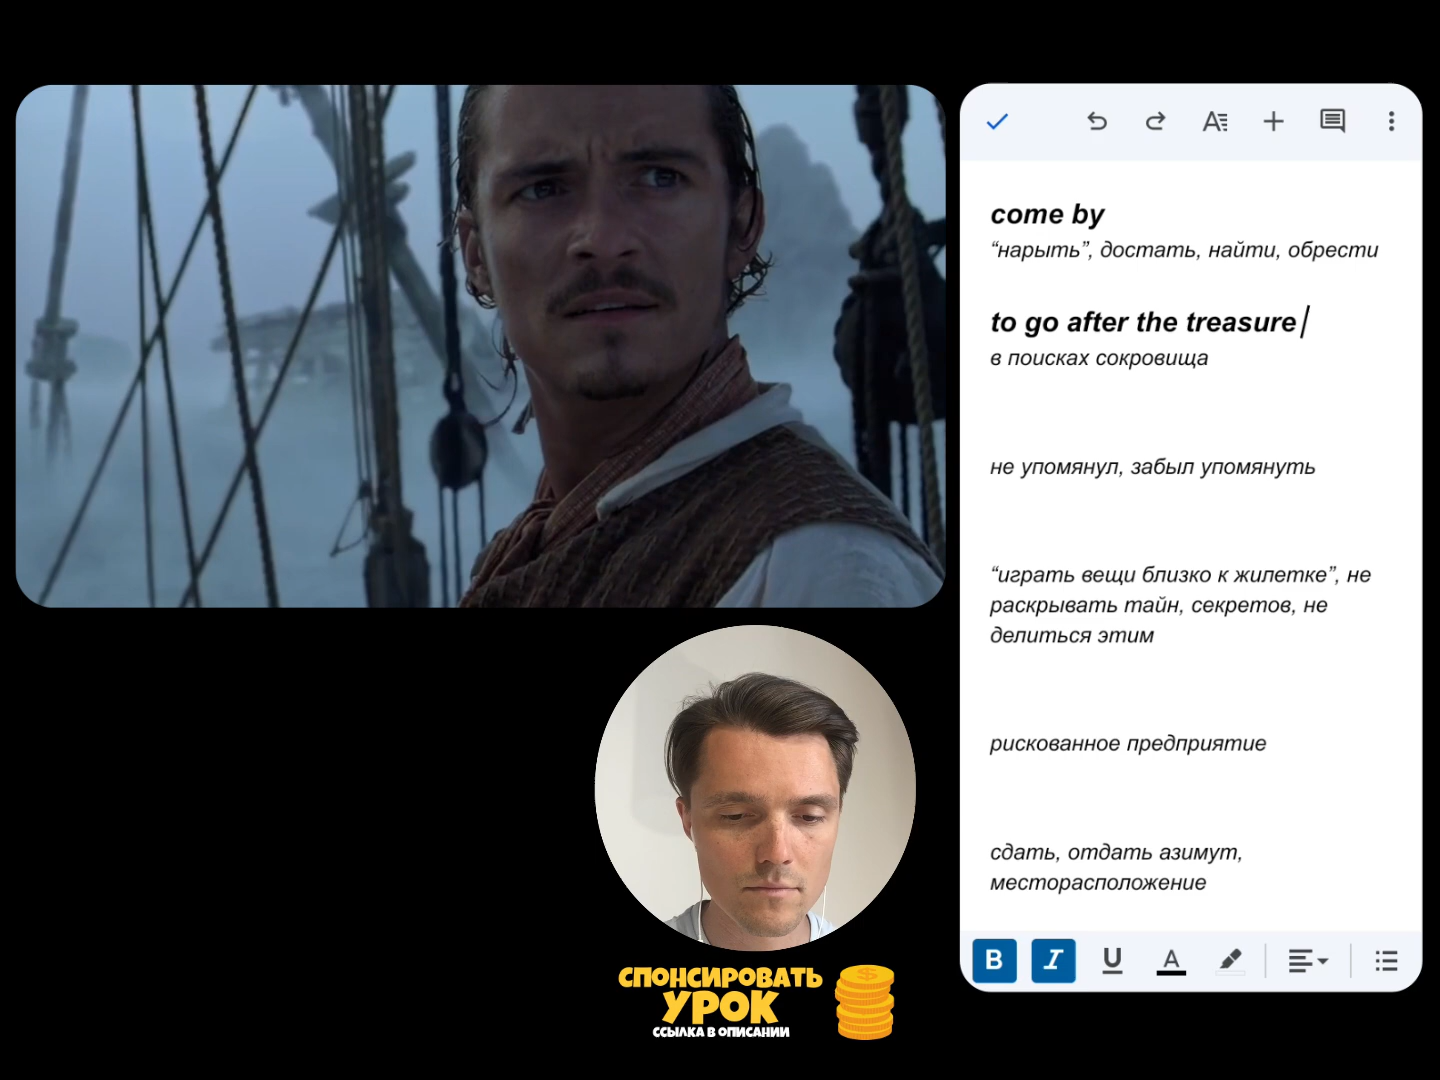 come by
“нарыть”, достать, найти, обрести
to go after the treasure
в поисках сокровища
не упомянул, забыл упомянуть
“играть вещи близко к жилетке”, не
раскрывать тайн, секретов, не
делиться этим
рискованное предприятие
сдать, отдать азимут,
месторасположение
B I U A
СПОНСИРОВАТЬ
УРОК
ССЫЛКА В ОПИСАНИИ